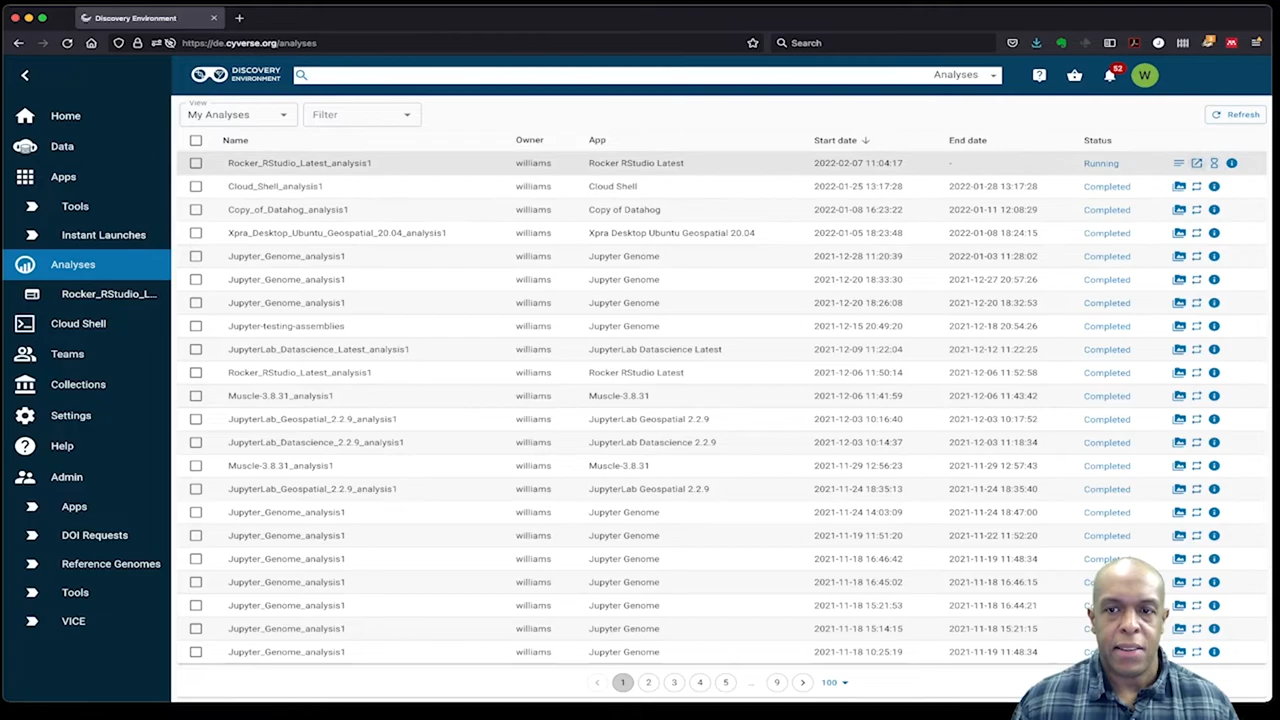 Discovery Environment
https://de.cyverse.org/analyses
Search
DISCOVERY
ENVIRONMENT
Analyses
52
W
Home
Data
Apps
Tools
Instant Launches
Analyses
Rocker_RStudio_L...
Cloud Shell
Teams
Collections
Settings
Help
Admin
Apps
DOI Requests
Reference Genomes
Tools
VICE
View
My Analyses
Filter
Refresh
Name Owner App Start date End date Status
Rocker_RStudio_Latest_analysis1 williams Rocker RStudio Latest 2022-02-07 11:04:17 - Running
Cloud_Shell_analysis1 williams Cloud Shell 2022-01-25 13:17:28 2022-01-28 13:17:28 Completed
Copy_of_Datahog_analysis1 williams Copy of Datahog 2022-01-08 16:23:22 2022-01-11 12:08:29 Completed
Xpra_Desktop_Ubuntu_Geospatial_20.04_analysis1 williams Xpra Desktop Ubuntu Geospatial 20.04 2022-01-05 18:23:48 2022-01-08 18:24:15 Completed
Jupyter_Genome_analysis1 williams Jupyter Genome 2021-12-28 11:20:39 2022-01-03 11:28:02 Completed
Jupyter_Genome_analysis1 williams Jupyter Genome 2021-12-20 18:33:30 2021-12-27 20:57:26 Completed
Jupyter_Genome_analysis1 williams Jupyter Genome 2021-12-20 18:26:08 2021-12-20 18:32:53 Completed
Jupyter-testing-assemblies williams Jupyter Genome 2021-12-15 20:49:20 2021-12-18 20:54:26 Completed
JupyterLab_Datascience_Latest_analysis1 williams JupyterLab Datascience Latest 2021-12-09 11:22:04 2021-12-12 11:22:25 Completed
Rocker_RStudio_Latest_analysis1 williams Rocker RStudio Latest 2021-12-06 11:50:14 2021-12-06 11:52:58 Completed
Muscle-3.8.31_analysis1 williams Muscle-3.8.31 2021-12-06 11:41:59 2021-12-06 11:43:42 Completed
JupyterLab_Geospatial_2.2.9_analysis1 williams JupyterLab Geospatial 2.2.9 2021-12-03 10:16:40 2021-12-03 10:17:52 Completed
JupyterLab_Datascience_2.2.9_analysis1 williams JupyterLab Datascience 2.2.9 2021-12-03 10:14:37 2021-12-03 11:18:34 Completed
Muscle-3.8.31_analysis1 williams Muscle-3.8.31 2021-11-29 12:56:23 2021-11-29 12:57:43 Completed
JupyterLab_Geospatial_2.2.9_analysis1 williams JupyterLab Geospatial 2.2.9 2021-11-24 18:35:13 2021-11-24 18:35:40 Completed
Jupyter_Genome_analysis1 williams Jupyter Genome 2021-11-24 14:03:09 2021-11-24 18:47:00 Completed
Jupyter_Genome_analysis1 williams Jupyter Genome 2021-11-19 11:51:20 2021-11-22 11:52:20 Completed
Jupyter_Genome_analysis1 williams Jupyter Genome 2021-11-18 16:46:42 2021-11-19 11:48:34
Jupyter_Genome_analysis1 williams Jupyter Genome 2021-11-18 16:45:02 2021-11-18 16:46:15
Jupyter_Genome_analysis1 williams Jupyter Genome 2021-11-18 15:21:53 2021-11-18 16:44:21
Jupyter_Genome_analysis1 williams Jupyter Genome 2021-11-18 15:14:15 2021-11-18 15:21:15
Jupyter_Genome_analysis1 williams Jupyter Genome 2021-11-18 10:25:19 2021-11-19 11:48:34
1 2 3 4 5 ... 9 100